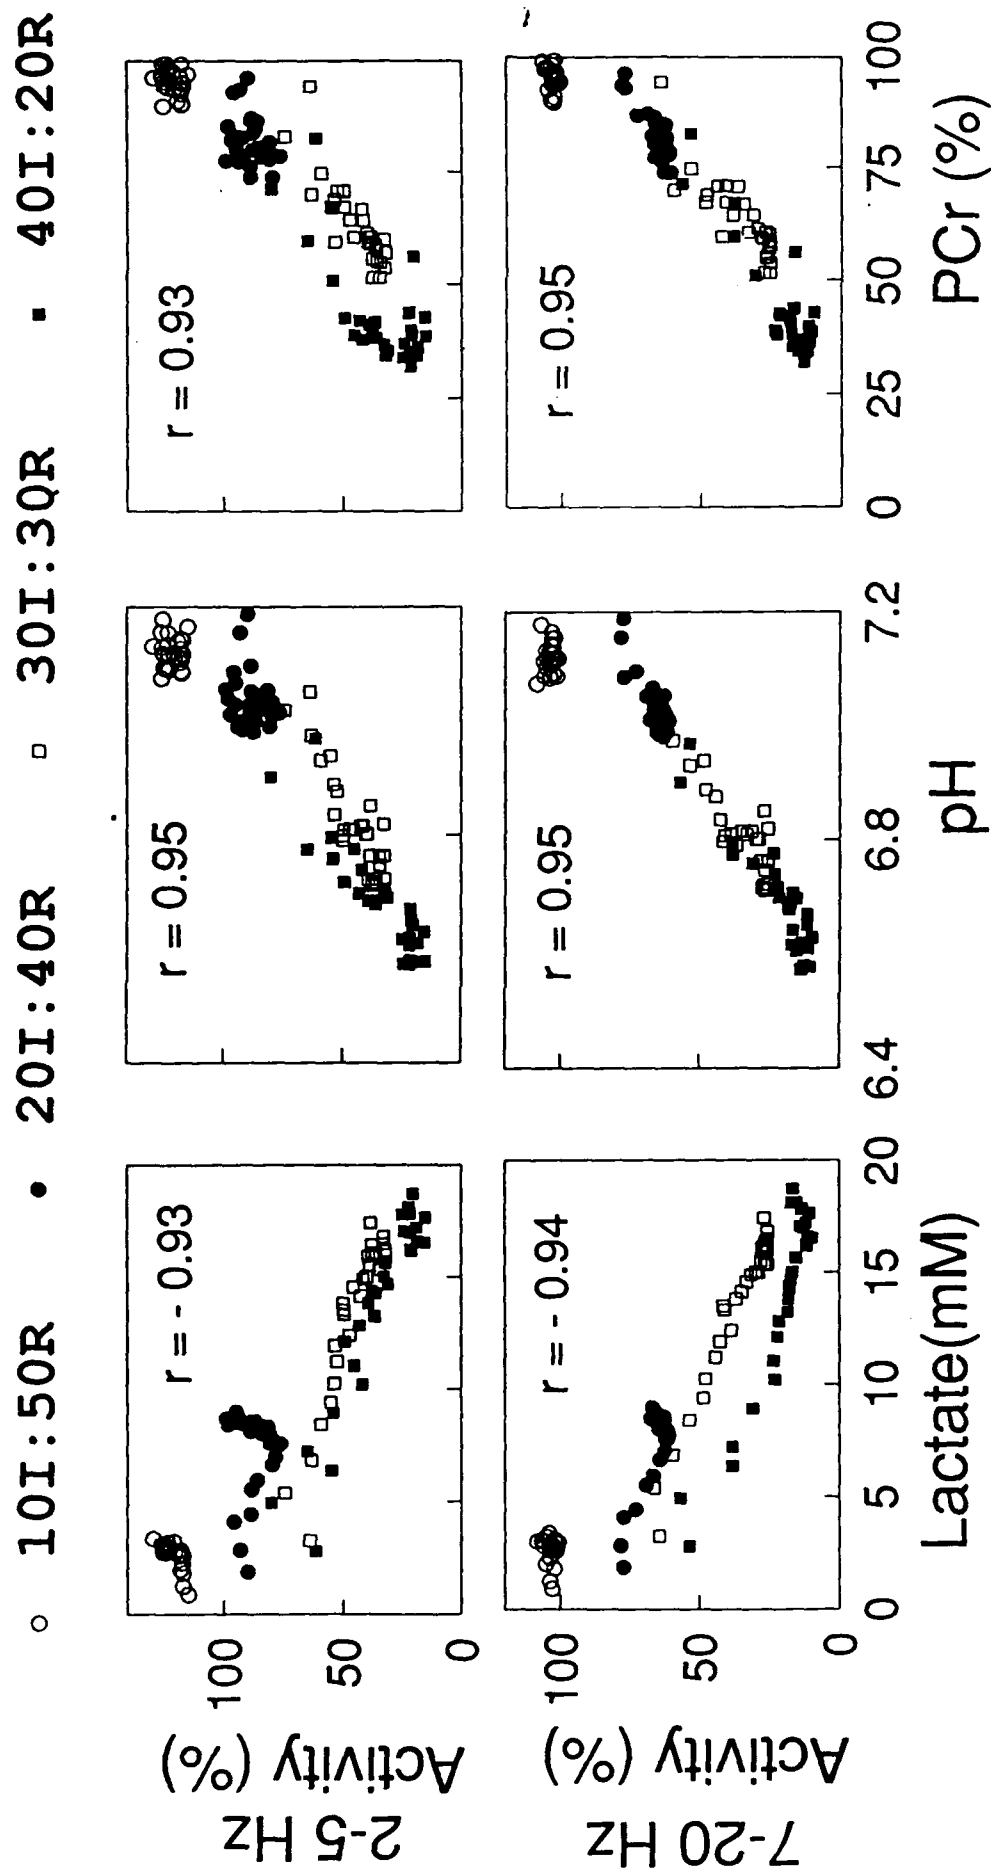 ○ 10I:50R ● 20I:40R □ 30I:3QR ■ 40I:20R
2-5 Hz
Activity (%)
100
50
0
r = - 0.93
r = 0.95
r = 0.93
7-20 Hz
Activity (%)
100
50
0
r = - 0.94
r = 0.95
r = 0.95
0 5 10 15 20
6.4 6.8 7.2
0 25 50 75 100
Lactate(mM)
pH
PCr (%)